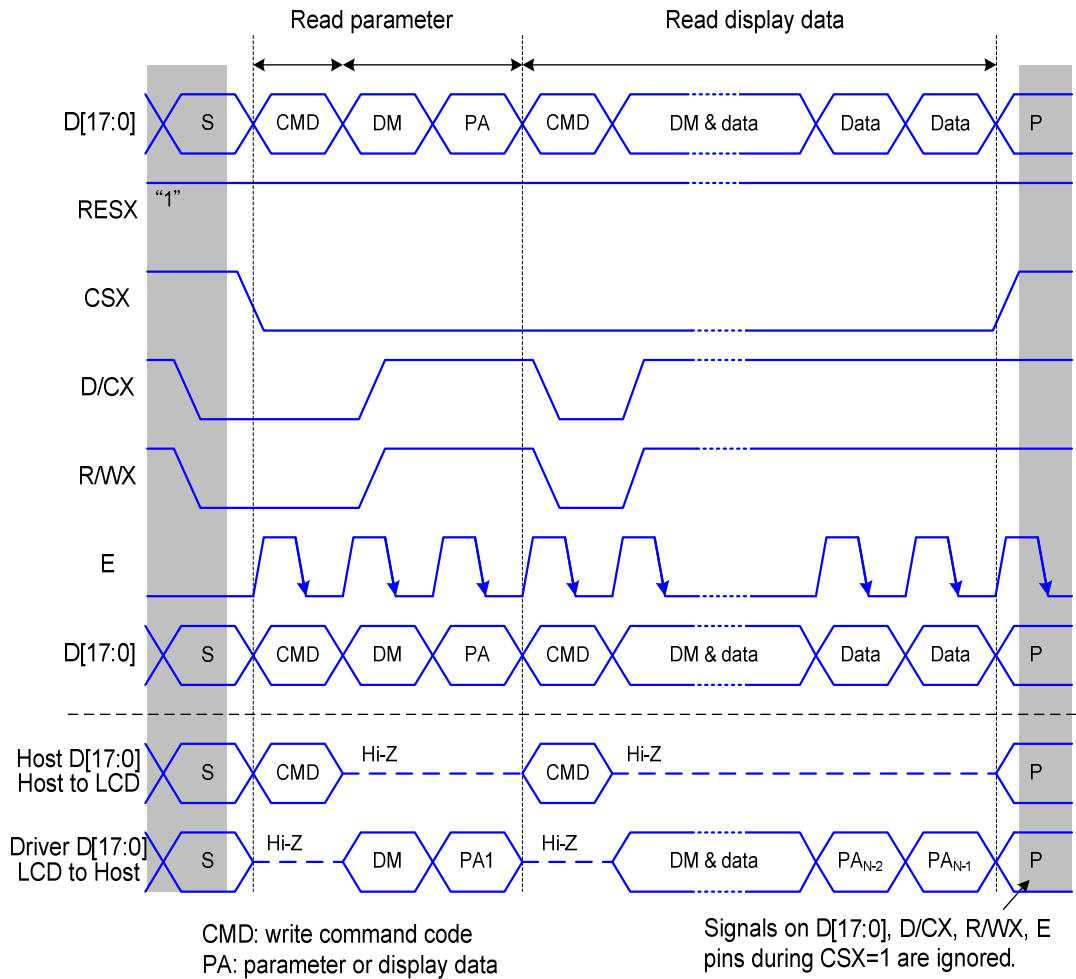 Read parameter
Read display data
D[17:0]
S
CMD
DM
PA
CMD
DM & data
Data
Data
P
RESX
“1”
CSX
D/CX
R/WX
E
D[17:0]
S
CMD
DM
PA
CMD
DM & data
Data
Data
P
Host D[17:0]
Host to LCD
S
CMD
Hi-Z
CMD
Hi-Z
P
Driver D[17:0]
LCD to Host
S
Hi-Z
DM
PA1
Hi-Z
DM & data
PAN-2
PAN-1
P
CMD: write command code
PA: parameter or display data
Signals on D[17:0], D/CX, R/WX, E
pins during CSX=1 are ignored.